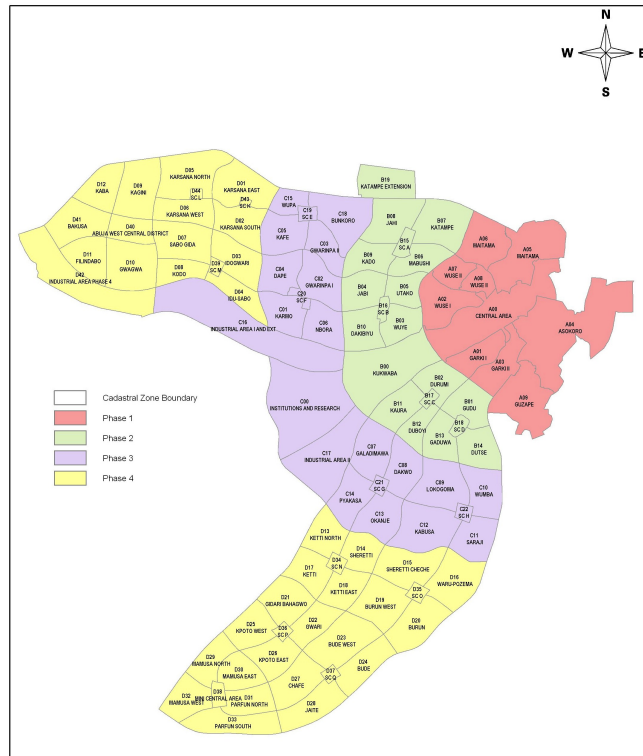 N
W
E
S
B19
KATAMPE EXTENSION
D05
KARSANA NORTH
D12
KABA
D09
KAGINI
D44
SC L
D01
KARSANA EAST
D43
SC K
D06
KARSANA WEST
D02
KARSANA SOUTH
D41
BAKUSA
D40
ABUJA WEST CENTRAL DISTRICT
D07
SABO GIDA
D11
FILINDABO
D42
INDUSTRIAL AREA PHASE 4
D10
GWAGWA
D08
KODO
D39
SC M
D03
IDOGWARI
D04
IDU-SABO
C15
WUPA
C19
SC E
C18
BUNKORO
C05
KAFE
C03
GWARINPA II
C04
DAPE
C02
GWARINPA I
C20
SC F
C01
KARMO
C06
NBORA
C16
INDUSTRIAL AREA I AND EXT
B08
JAHI
B07
KATAMPE
B15
SC A
B09
KADO
B06
MABUSHI
B04
JABI
B05
UTAKO
B16
SC B
B10
DAKIBIYU
B03
WUYE
B00
KUKWABA
A06
MAITAMA
A05
MAITAMA
A07
WUSE II
A08
WUSE II
A02
WUSE I
A00
CENTRAL AREA
A04
ASOKORO
A01
GARKI I
A03
GARKI II
A09
GUZAPE
B02
DURUMI
B17
SC C
B01
GUDU
B11
KAURA
B12
DUBOYI
B18
SC D
B13
GADUWA
B14
DUTSE
Cadastral Zone Boundary
Phase 1
Phase 2
Phase 3
Phase 4
C00
INSTITUTIONS AND RESEARCH
C17
INDUSTRIAL AREA II
C07
GALADIMAWA
C08
DAKWO
C09
LOKOGOMA
C10
WUMBA
C21
SC G
C14
PYAKASA
C13
OKANJE
C22
SC H
C12
KABUSA
C11
SARAJI
D13
KETTI NORTH
D14
SHERETTI
D15
SHERETTI CHECHE
D16
WARU-POZEMA
D34
SC N
D17
KETTI
D18
KETTI EAST
D35
SC O
D19
BURUN WEST
D20
BURUN
D21
GIDARI BAHAGWO
D22
GWARI
D36
SC P
D25
KPOTO WEST
D23
BUDE WEST
D24
BUDE
D26
KPOTO EAST
D37
SC Q
D29
MAMUSA NORTH
D30
MAMUSA EAST
D27
CHAFE
D28
JAITE
D32
MAMUSA WEST
D38
MINI CENTRAL AREA
D31
PARFUN NORTH
D33
PARFUN SOUTH